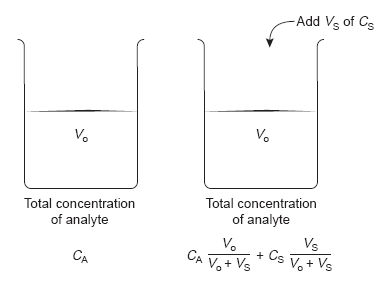 Add V_S of C_S
V_o
V_o
Total concentration
of analyte
Total concentration
of analyte
C_A
C_A V_o / (V_o + V_S) + C_S V_S / (V_o + V_S)